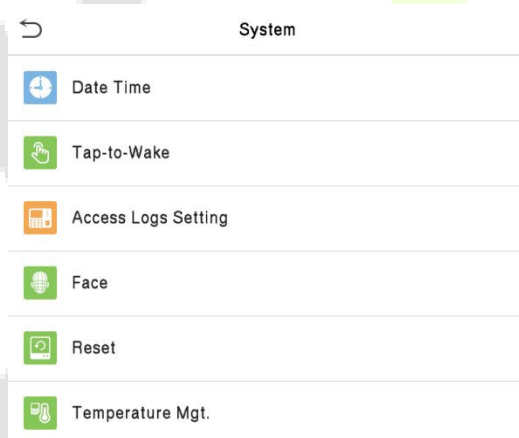 System
Date Time
Tap-to-Wake
Access Logs Setting
Face
Reset
Temperature Mgt.